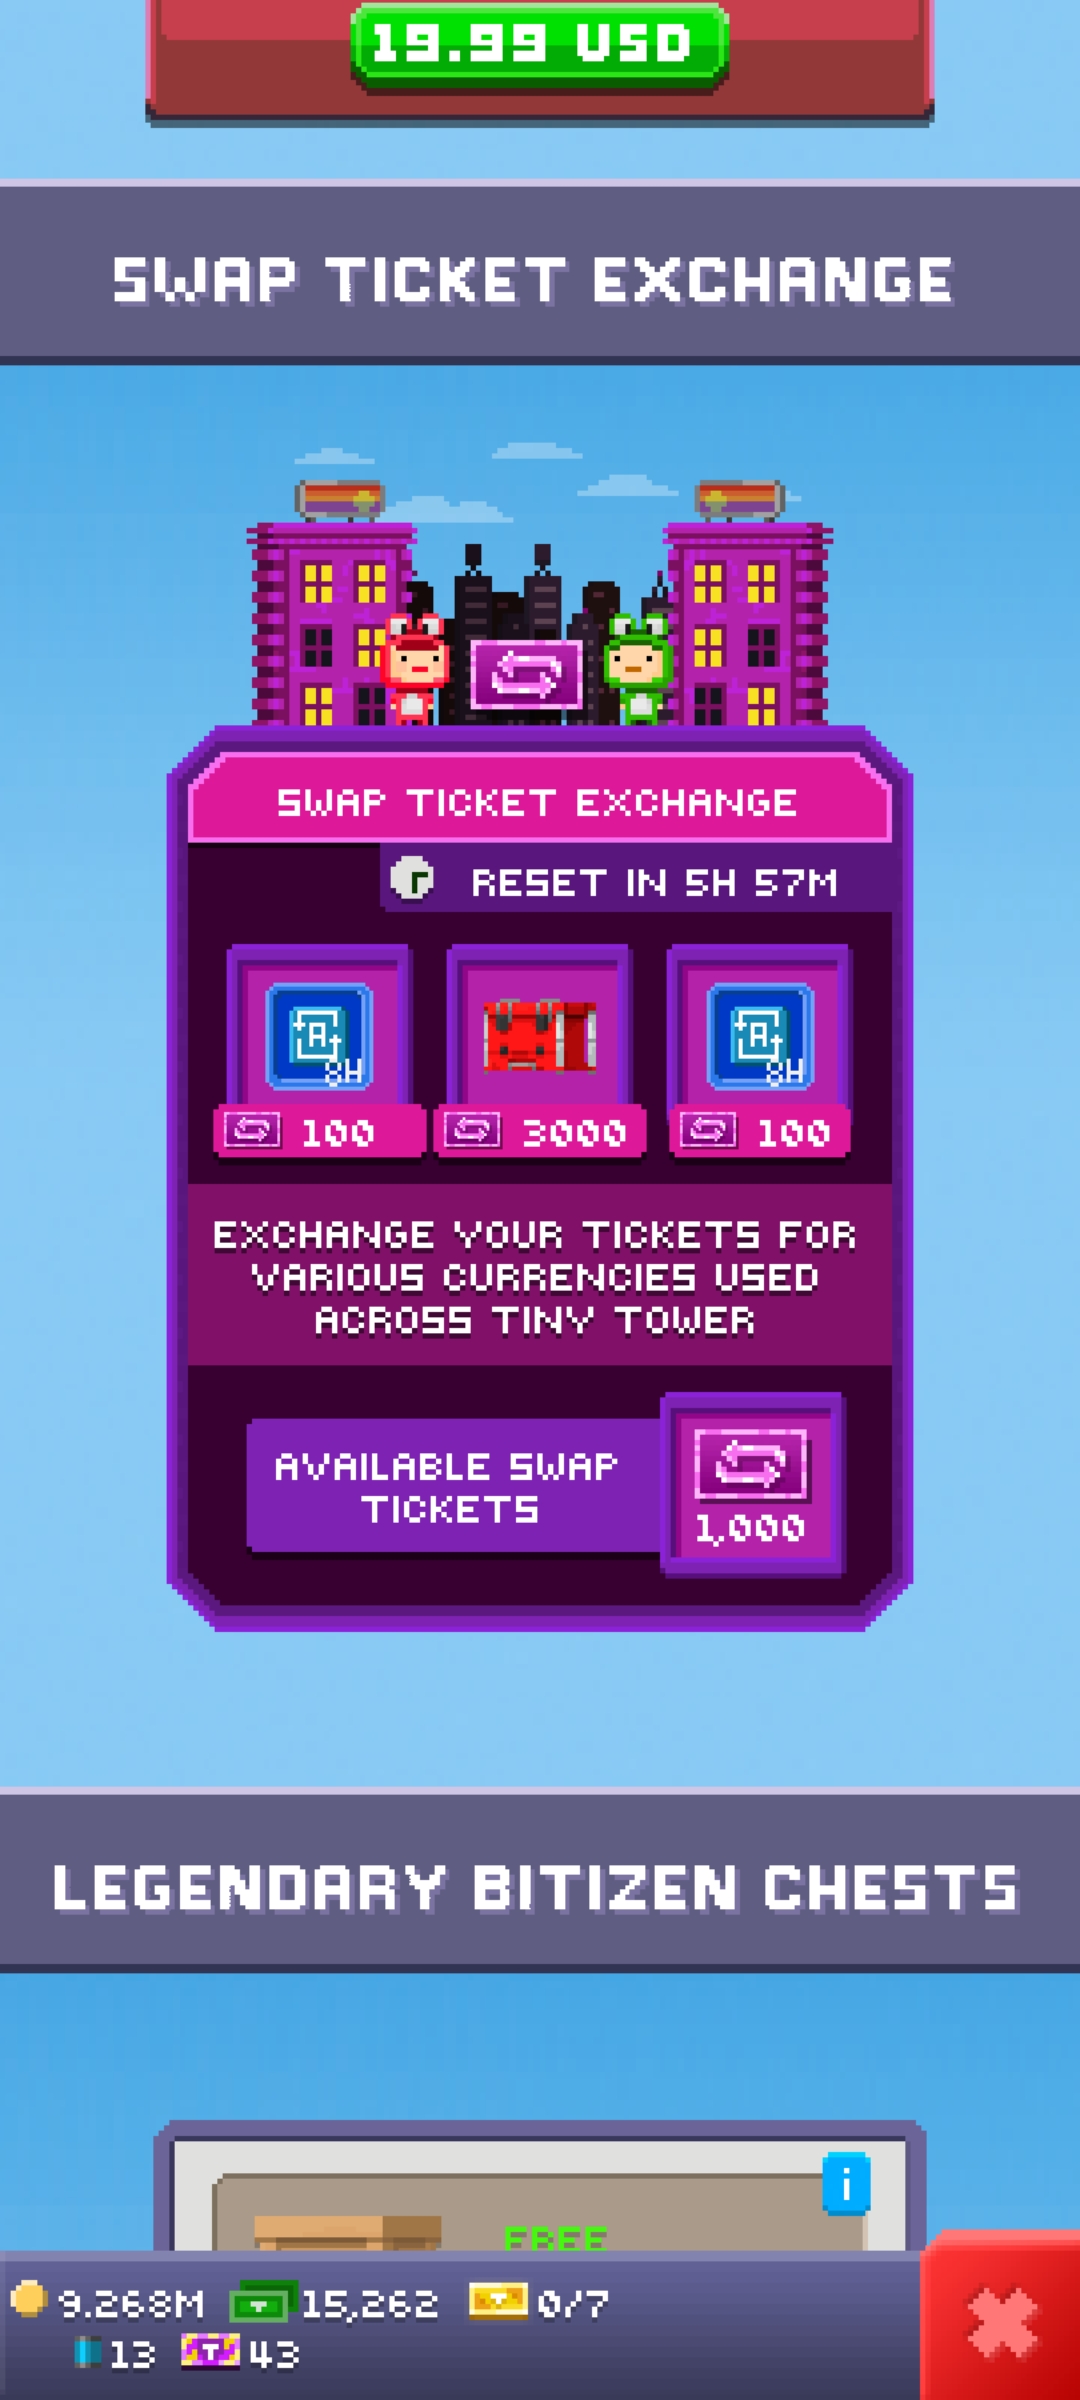 19.99 USD
SWAP TICKET EXCHANGE
SWAP TICKET EXCHANGE
RESET IN 5H 57M
A
8H
A
8H
100
3000
100
EXCHANGE YOUR TICKETS FOR
VARIOUS CURRENCIES USED
ACROSS TINY TOWER
AVAILABLE SWAP
TICKETS
1,000
LEGENDARY BITIZEN CHESTS
i
FREE
9.268M
15,262
0/7
13
T
43